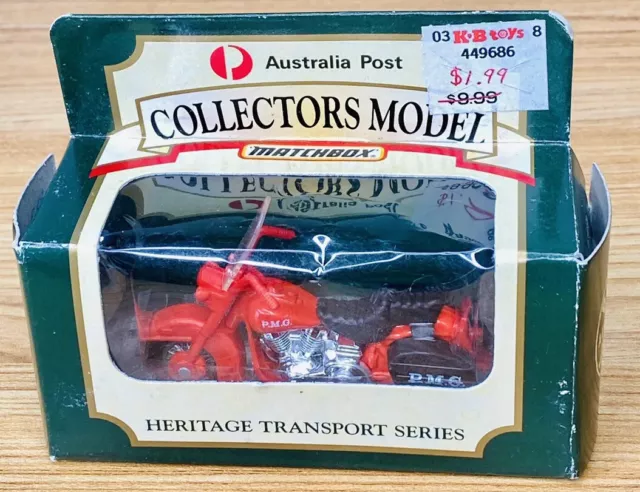 03 K·B toys 8
449686
$1.99
$9.99
Australia Post
COLLECTORS MODEL
MATCHBOX
P.M.G.
P.M.G.
HERITAGE TRANSPORT SERIES